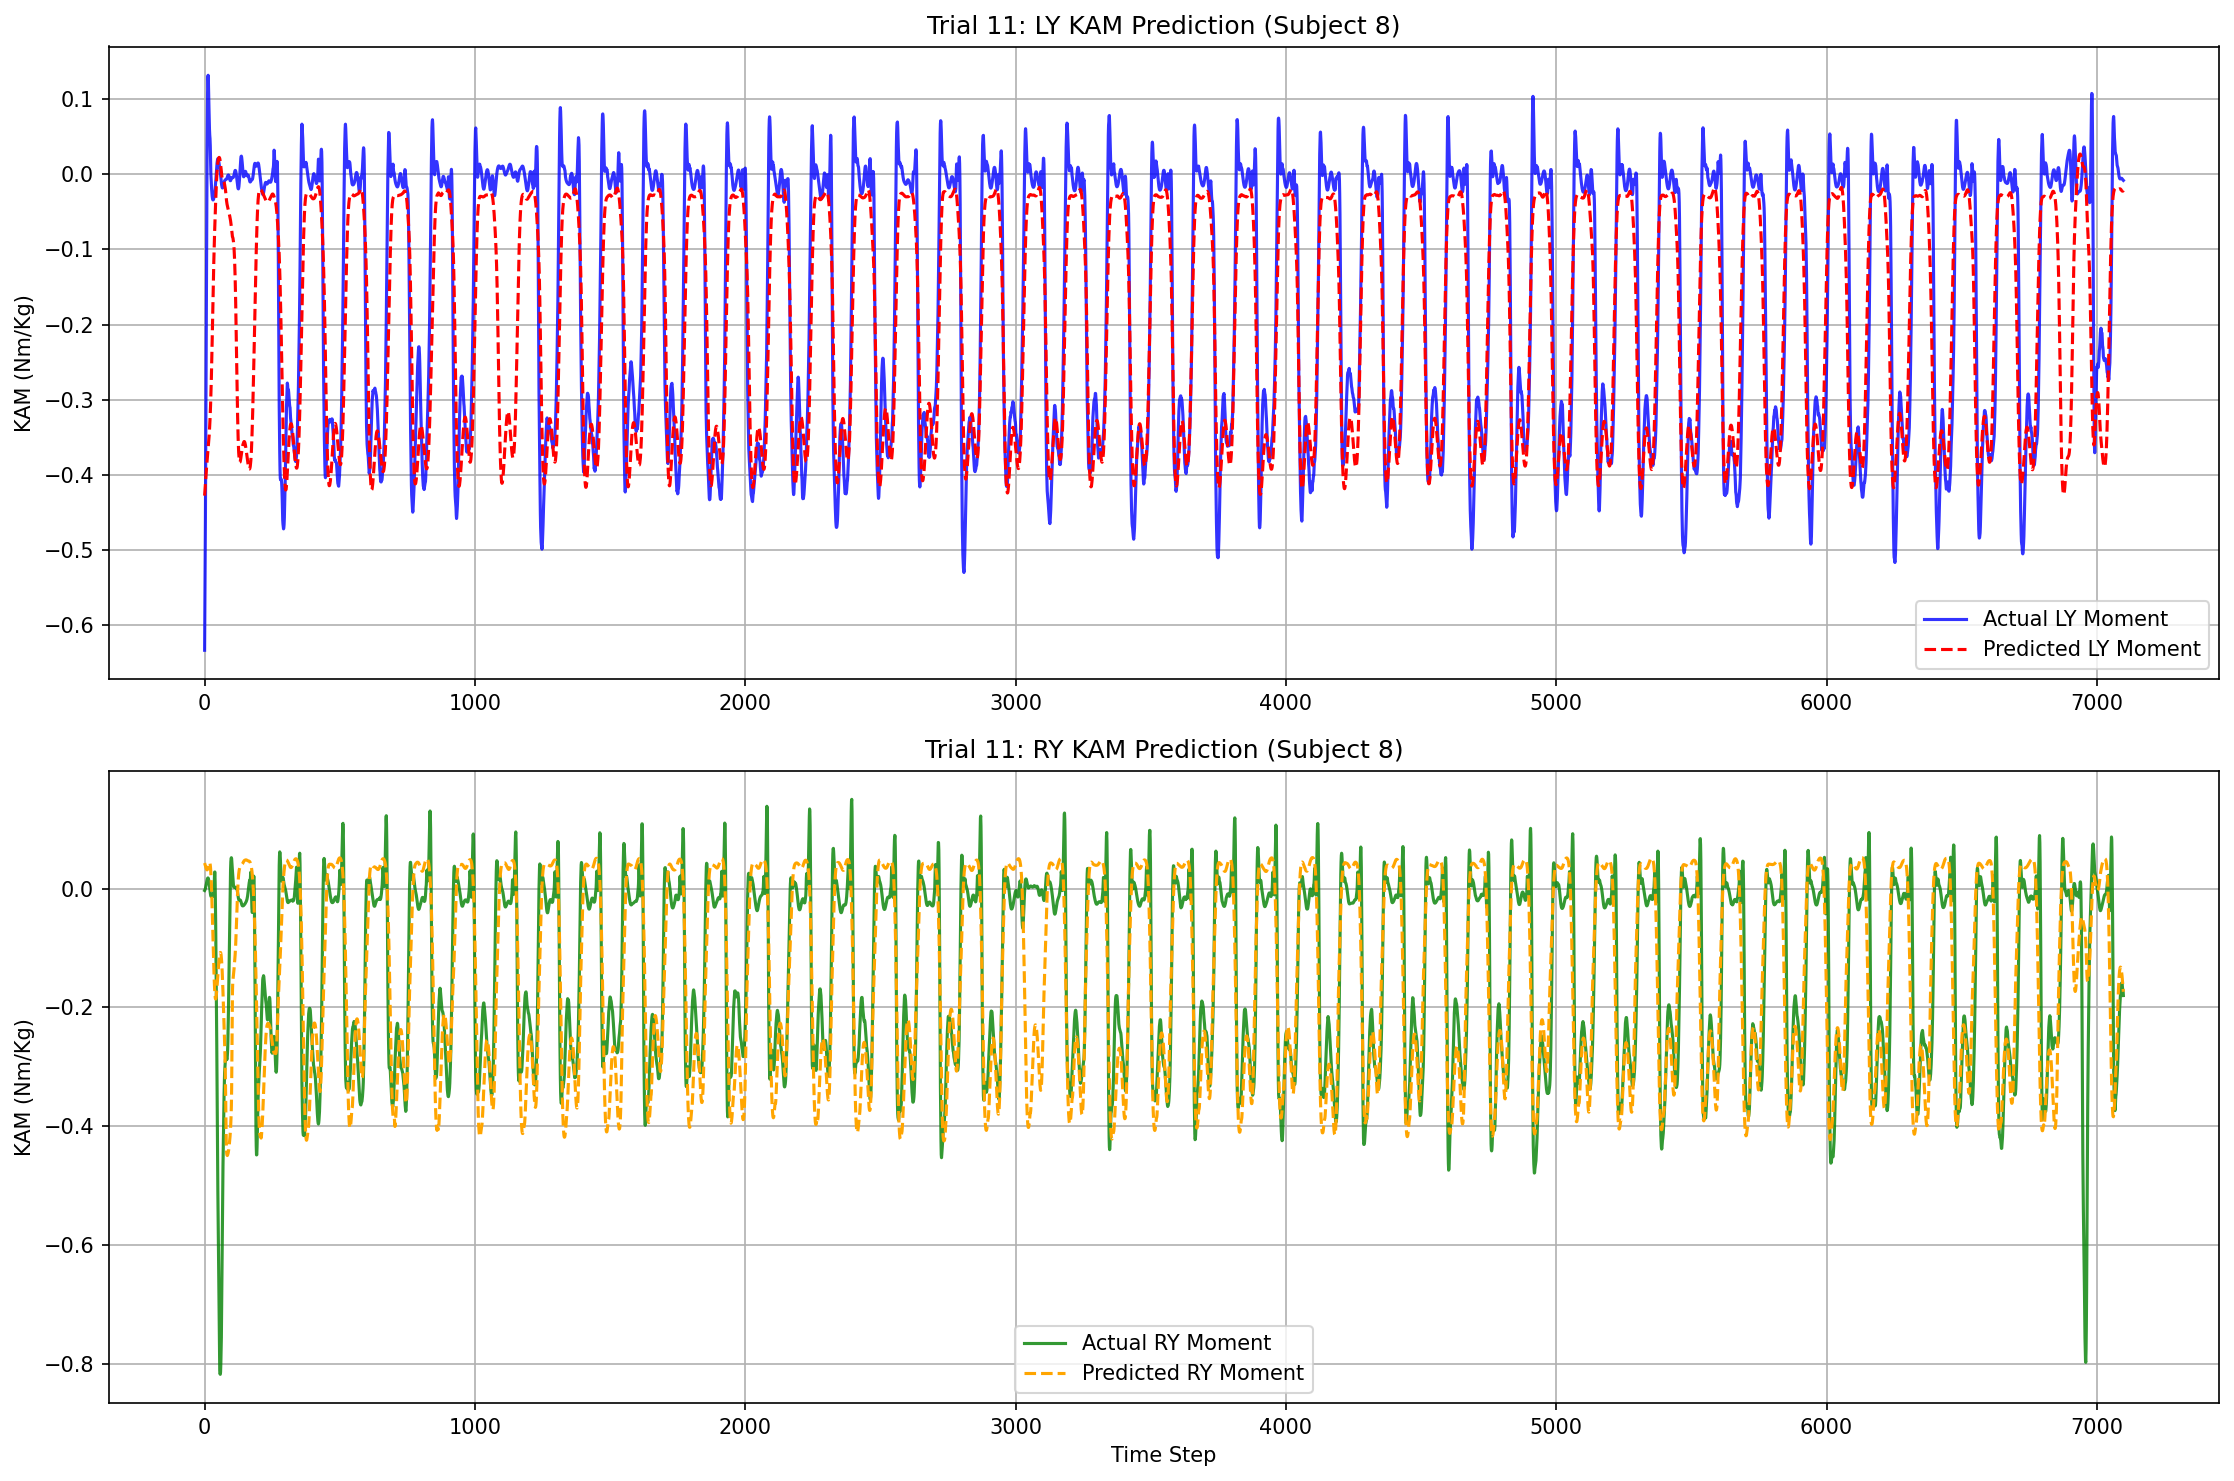 Trial 11: LY KAM Prediction (Subject 8)
KAM (Nm/Kg)
0.1
0.0
−0.1
−0.2
−0.3
−0.4
−0.5
−0.6
Actual LY Moment
Predicted LY Moment
0 1000 2000 3000 4000 5000 6000 7000
Trial 11: RY KAM Prediction (Subject 8)
KAM (Nm/Kg)
0.0
−0.2
−0.4
−0.6
−0.8
Actual RY Moment
Predicted RY Moment
0 1000 2000 3000 4000 5000 6000 7000
Time Step